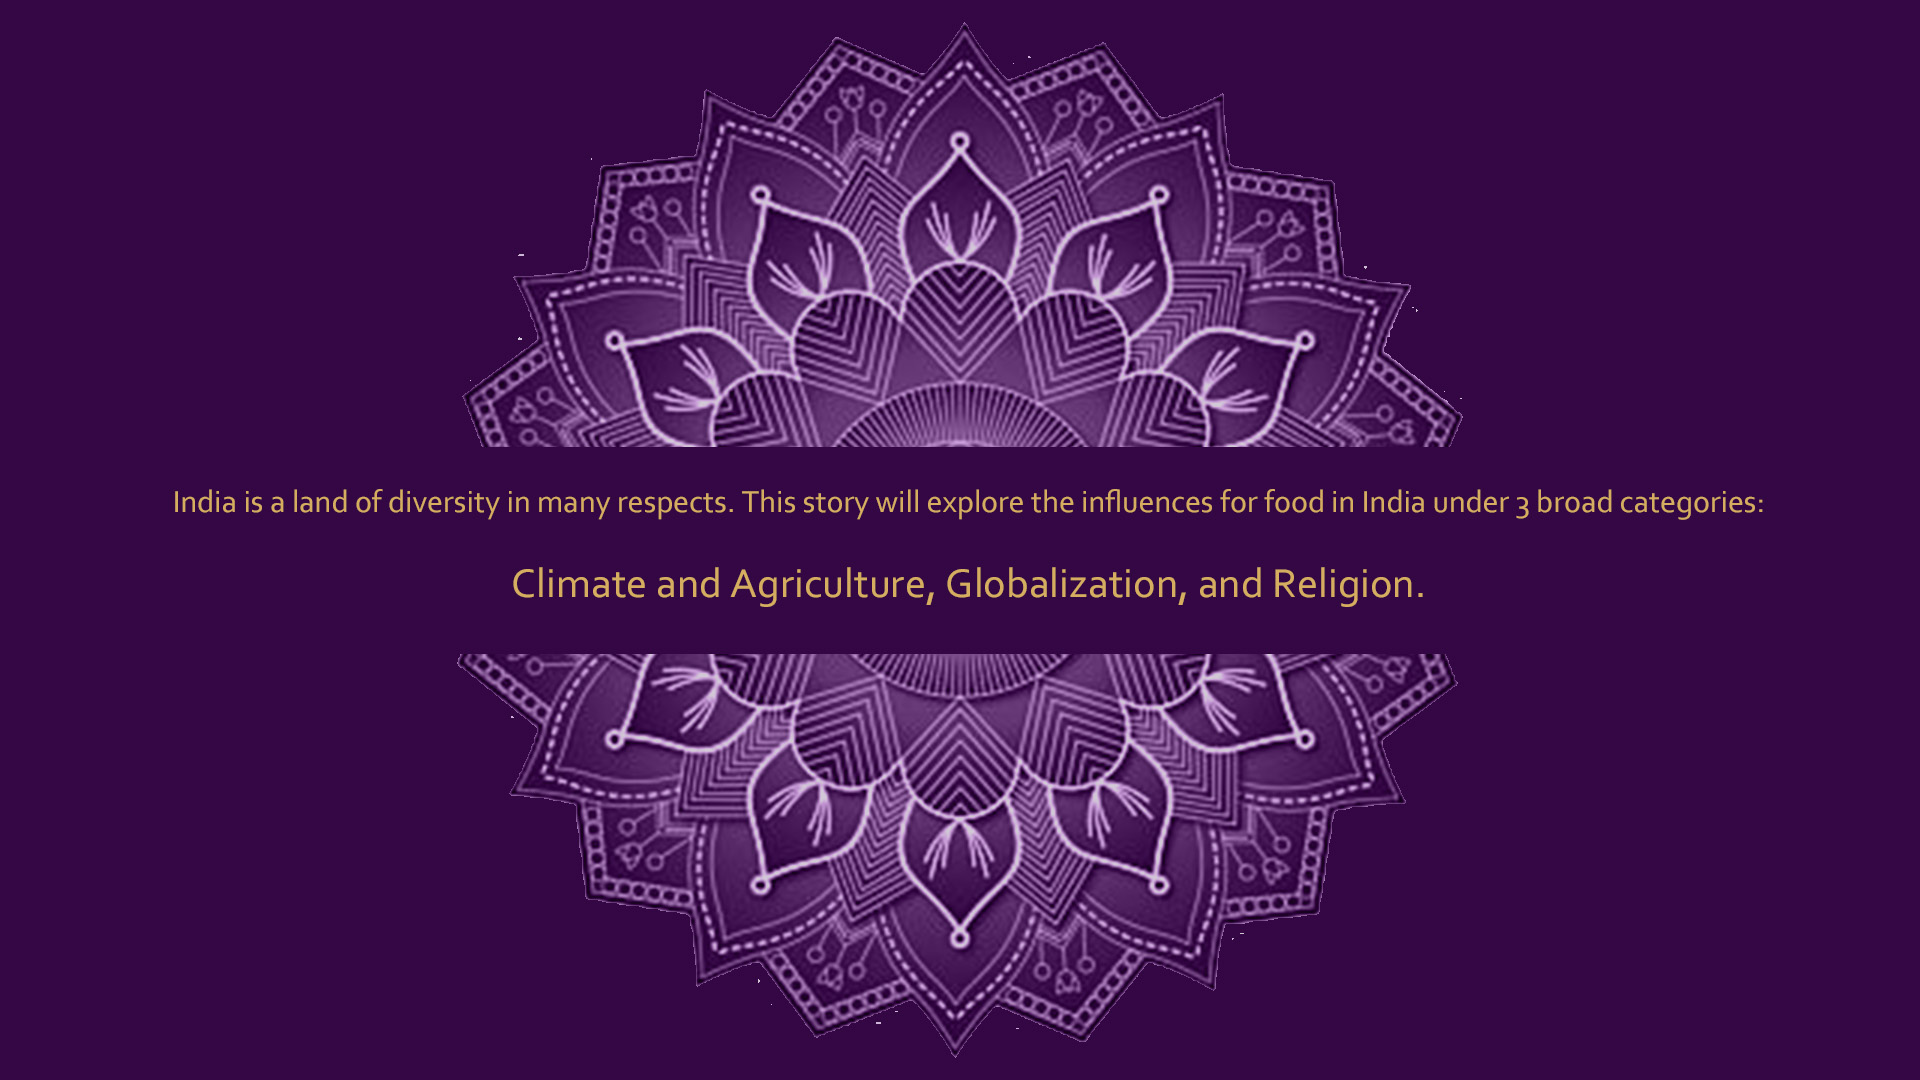 India is a land of diversity in many respects. This story will explore the influences for food in India under 3 broad categories:
Climate and Agriculture, Globalization, and Religion.